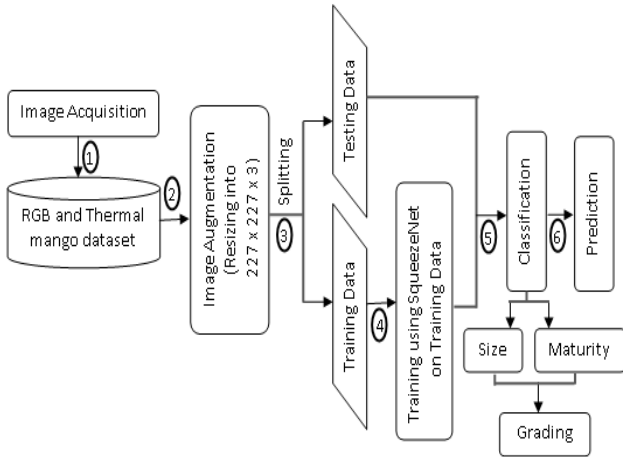 Image Acquisition
1
RGB and Thermal
mango dataset
2
Image Augmentation
(Resizing into
227 x 227 x 3)
Splitting
3
Testing Data
Training Data
4
Training using SqueezeNet
on Training Data
5
Classification
6
Prediction
Size
Maturity
Grading